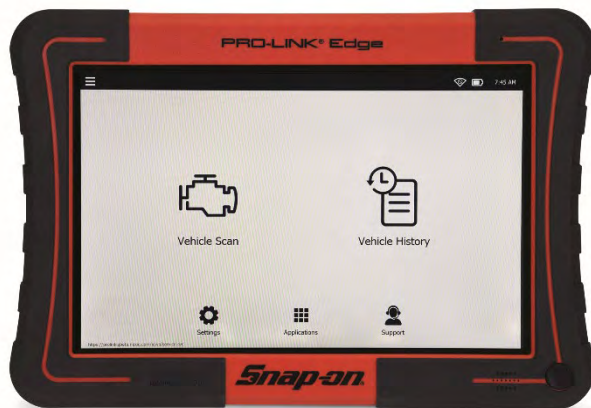 PRO-LINK® Edge
7:45 AM
Vehicle Scan
Vehicle History
Settings
Applications
Support
Snap-on